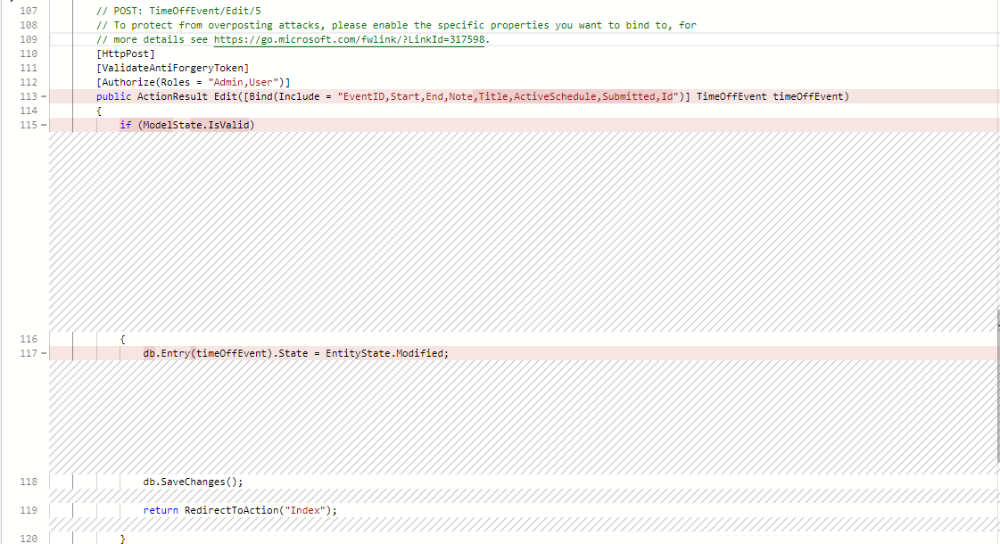 107 // POST: TimeOffEvent/Edit/5
108 // To protect from overposting attacks, please enable the specific properties you want to bind to, for
109 // more details see https://go.microsoft.com/fwlink/?LinkId=317598.
110 [HttpPost]
111 [ValidateAntiForgeryToken]
112 [Authorize(Roles = "Admin,User")]
113 − public ActionResult Edit([Bind(Include = "EventID,Start,End,Note,Title,ActiveSchedule,Submitted,Id")] TimeOffEvent timeOffEvent)
114 {
115 − if (ModelState.IsValid)
116 {
117 − db.Entry(timeOffEvent).State = EntityState.Modified;
118 db.SaveChanges();
119 return RedirectToAction("Index");
120 }